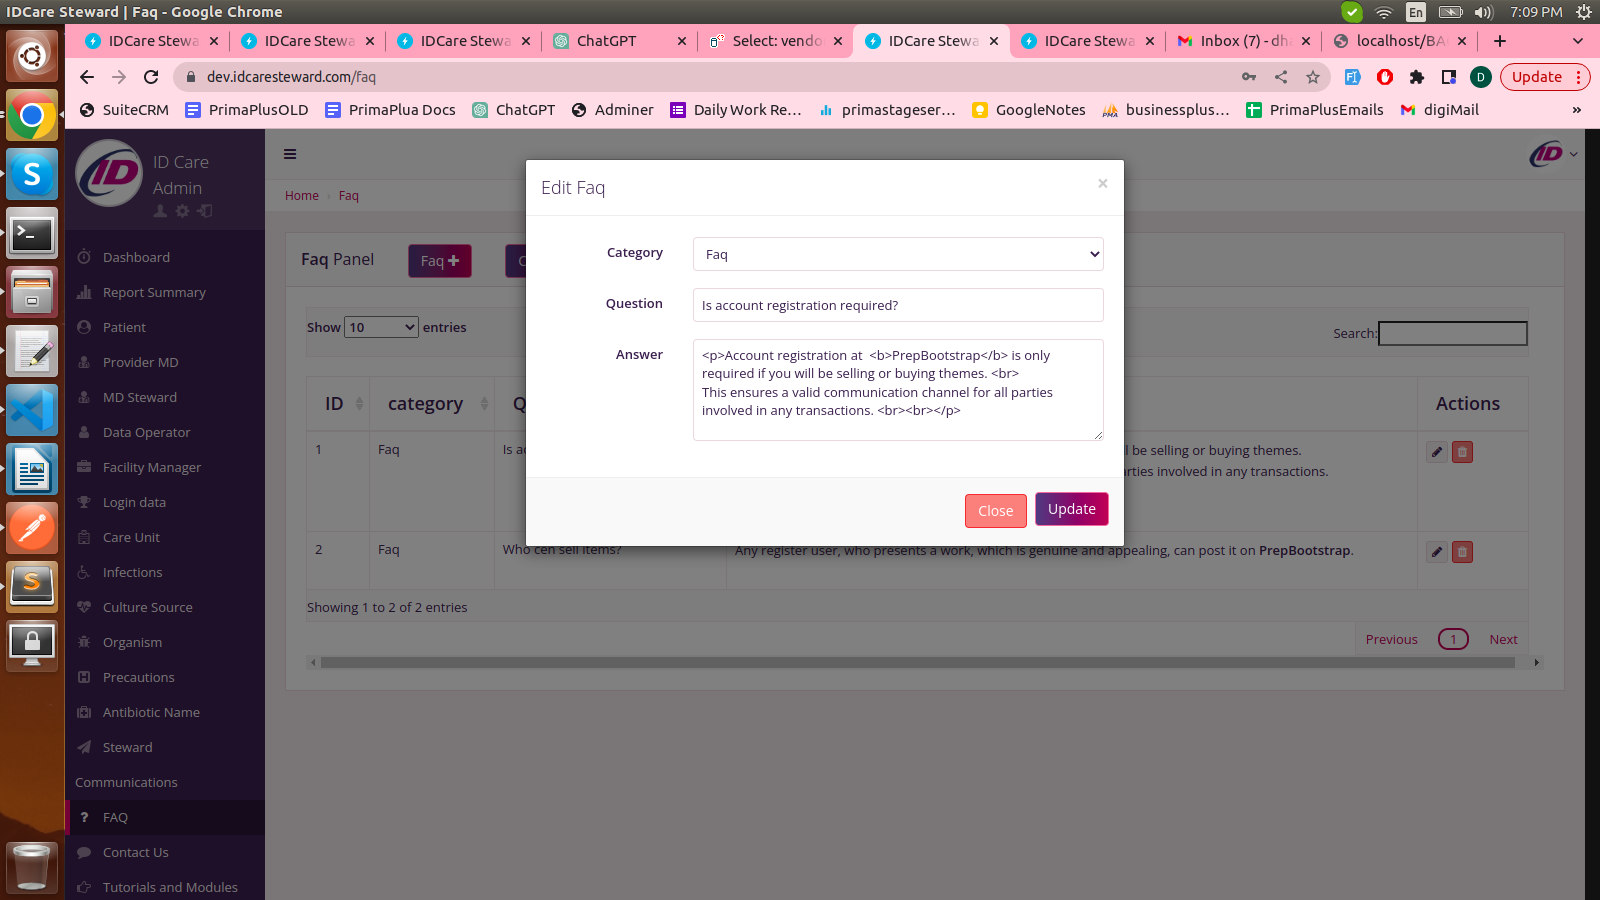 IDCare Steward | Faq - Google Chrome
En
7:09 PM
IDCare Stewa
IDCare Stewa
IDCare Stewa
ChatGPT
Select: vendo
IDCare Stewa
IDCare Stewa
Inbox (7) - dha
localhost/BA
dev.idcaresteward.com/faq
D
Update
SuiteCRM
PrimaPlusOLD
PrimaPlua Docs
ChatGPT
Adminer
Daily Work Re...
primastageser...
GoogleNotes
businessplus...
PrimaPlusEmails
digiMail
»
ID
ID Care
Admin
Dashboard
Report Summary
Patient
Provider MD
MD Steward
Data Operator
Facility Manager
Login data
Care Unit
Infections
Culture Source
Organism
Precautions
Antibiotic Name
Steward
Communications
FAQ
Contact Us
Tutorials and Modules
ID
Home › Faq
Faq Panel
Faq +
C
Show 10 entries
Search:
ID
category
Q
Actions
1
Faq
Is ac
l be selling or buying themes.
rties involved in any transactions.
2
Faq
Who cen sell items?
Any register user, who presents a work, which is genuine and appealing, can post it on PrepBootstrap.
Showing 1 to 2 of 2 entries
Previous
1
Next
Edit Faq
×
Category
Faq
Question
Is account registration required?
Answer
<p>Account registration at  <b>PrepBootstrap</b> is only
required if you will be selling or buying themes. <br>
This ensures a valid communication channel for all parties
involved in any transactions. <br><br></p>
Close
Update